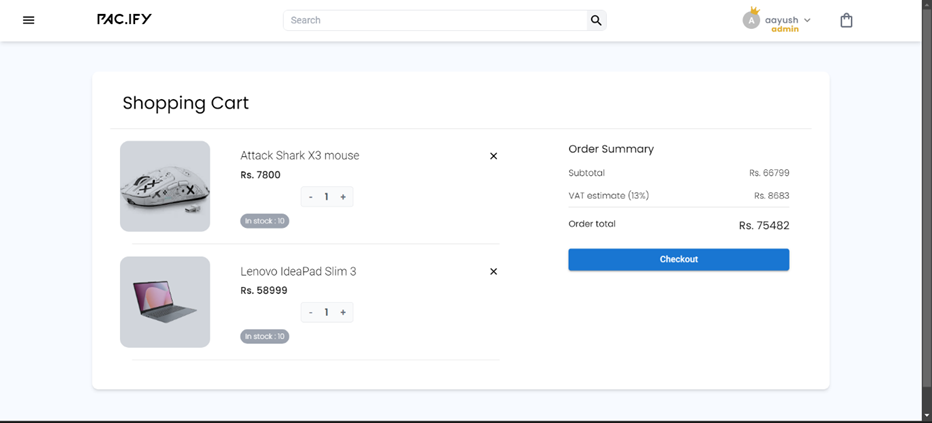 PAC.IFY
Search
A
aayush
admin
Shopping Cart
Attack Shark X3 mouse
Rs. 7800
- 1 +
In stock : 10
Lenovo IdeaPad Slim 3
Rs. 58999
- 1 +
In stock : 10
Order Summary
Subtotal Rs. 66799
VAT estimate (13%) Rs. 8683
Order total Rs. 75482
Checkout